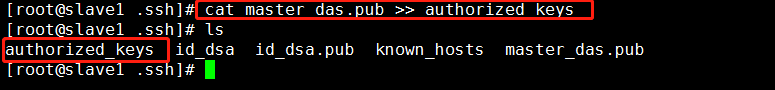 [root@slave1 .ssh]# cat master_das.pub >> authorized_keys
[root@slave1 .ssh]# ls
authorized_keys  id_dsa  id_dsa.pub  known_hosts  master_das.pub
[root@slave1 .ssh]#